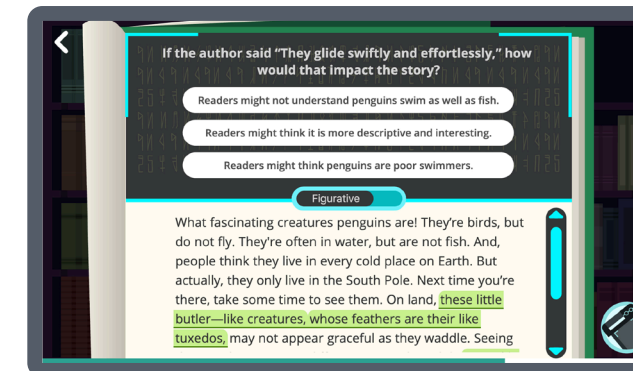 If the author said “They glide swiftly and effortlessly,” how
would that impact the story?
Readers might not understand penguins swim as well as fish.
Readers might think it is more descriptive and interesting.
Readers might think penguins are poor swimmers.
Figurative
What fascinating creatures penguins are! They’re birds, but
do not fly. They’re often in water, but are not fish. And,
people think they live in every cold place on Earth. But
actually, they only live in the South Pole. Next time you’re
there, take some time to see them. On land, these little
butler—like creatures, whose feathers are their like
tuxedos, may not appear graceful as they waddle. Seeing